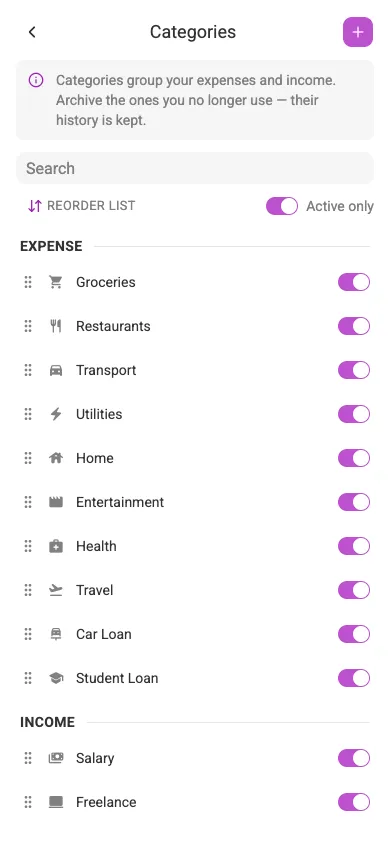 Categories
Categories group your expenses and income.
Archive the ones you no longer use — their
history is kept.
Search
REORDER LIST
Active only
EXPENSE
Groceries
Restaurants
Transport
Utilities
Home
Entertainment
Health
Travel
Car Loan
Student Loan
INCOME
Salary
Freelance